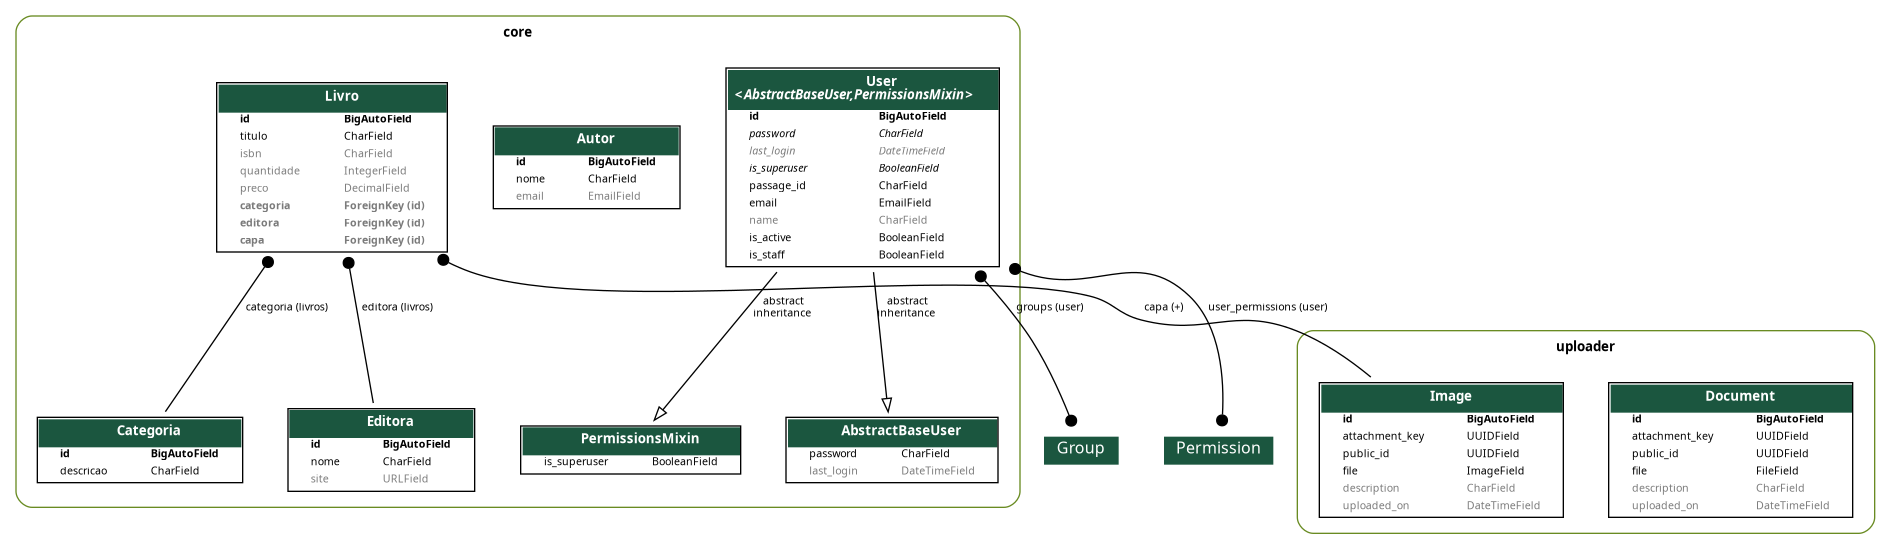 core
Livro
id BigAutoField
titulo CharField
isbn CharField
quantidade IntegerField
preco DecimalField
categoria ForeignKey (id)
editora ForeignKey (id)
capa ForeignKey (id)
Autor
id BigAutoField
nome CharField
email EmailField
User
<AbstractBaseUser,PermissionsMixin>
id BigAutoField
password CharField
last_login DateTimeField
is_superuser BooleanField
passage_id CharField
email EmailField
name CharField
is_active BooleanField
is_staff BooleanField
categoria (livros)
editora (livros)
abstract
inheritance
abstract
inheritance
groups (user)
capa (+)
user_permissions (user)
Categoria
id BigAutoField
descricao CharField
Editora
id BigAutoField
nome CharField
site URLField
PermissionsMixin
is_superuser BooleanField
AbstractBaseUser
password CharField
last_login DateTimeField
Group
Permission
uploader
Image
id BigAutoField
attachment_key UUIDField
public_id UUIDField
file ImageField
description CharField
uploaded_on DateTimeField
Document
id BigAutoField
attachment_key UUIDField
public_id UUIDField
file FileField
description CharField
uploaded_on DateTimeField